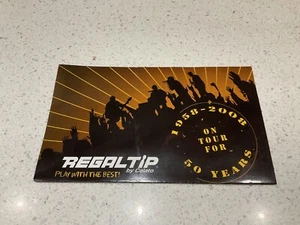 1958-2008
ON
TOUR
FOR
50 YEARS
REGALTIP
by Calato
PLAY WITH THE BEST!